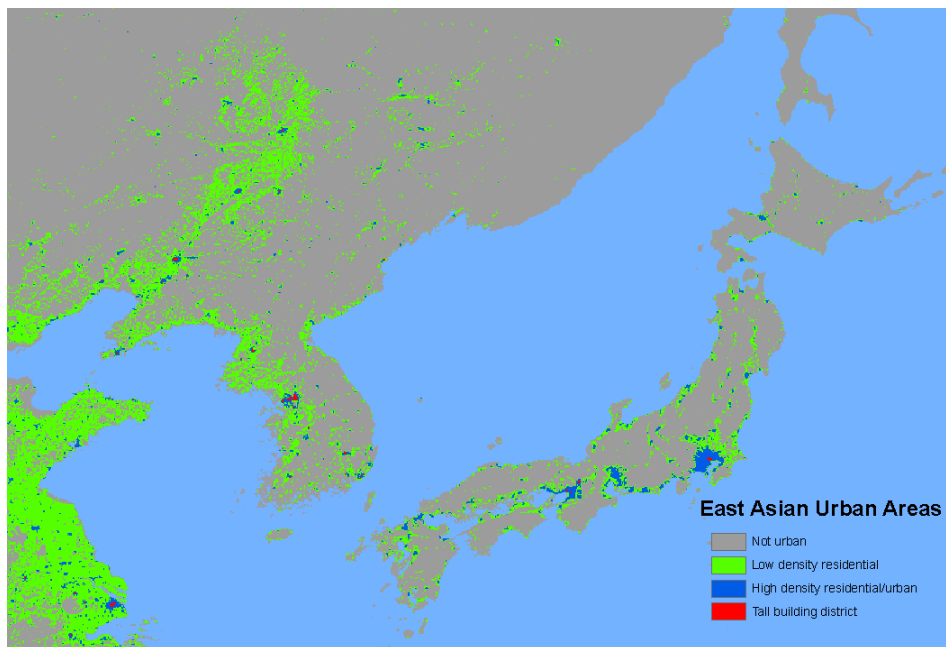 East Asian Urban Areas
Not urban
Low density residential
High density residential/urban
Tall building district